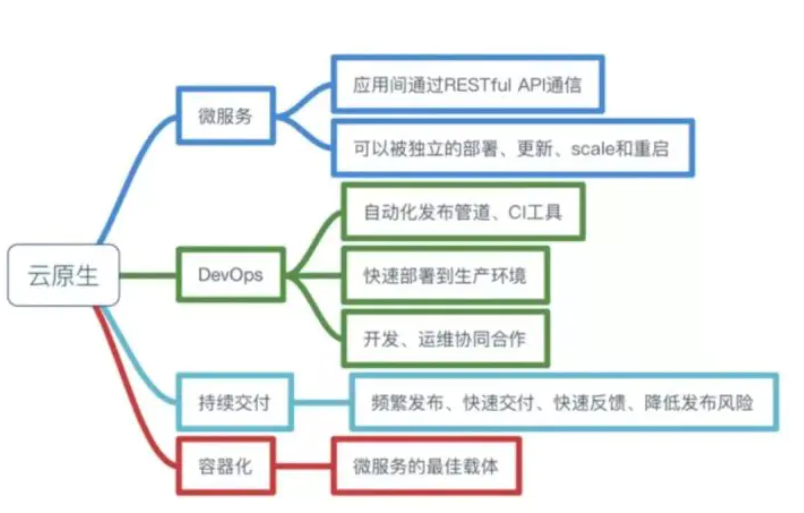 云原生
微服务
应用间通过RESTful API通信
可以被独立的部署、更新、scale和重启
DevOps
自动化发布管道、CI工具
快速部署到生产环境
开发、运维协同合作
持续交付
频繁发布、快速交付、快速反馈、降低发布风险
容器化
微服务的最佳载体